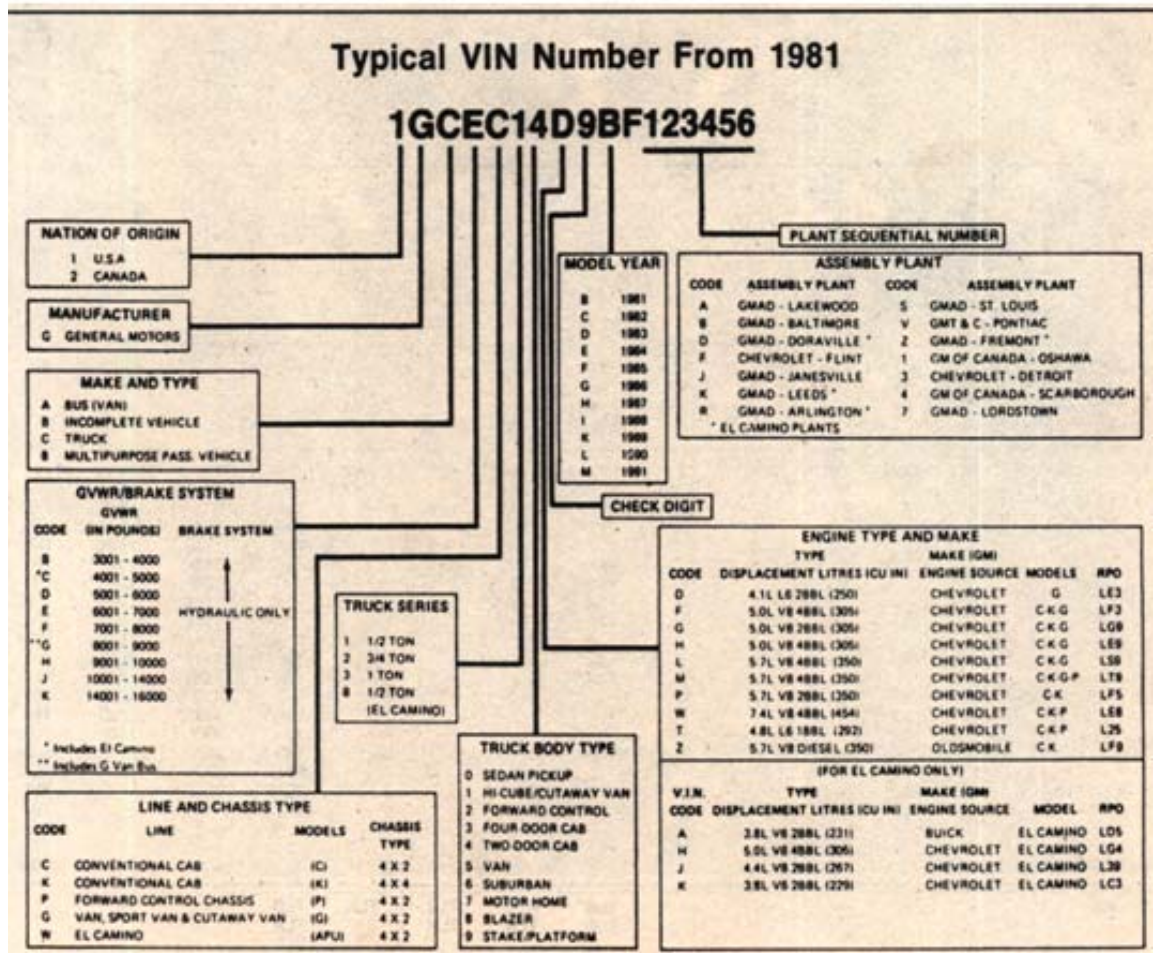 Typical VIN Number From 1981
1GCEC14D9BF123456
NATION OF ORIGIN
1 U.S.A
2 CANADA
MANUFACTURER
G GENERAL MOTORS
MAKE AND TYPE
A BUS (VAN)
B INCOMPLETE VEHICLE
C TRUCK
8 MULTIPURPOSE PASS. VEHICLE
GVWR/BRAKE SYSTEM
GVWR
CODE (IN POUNDS) BRAKE SYSTEM
B 3001 - 4000
*C 4001 - 5000
D 5001 - 6000
E 6001 - 7000 HYDRAULIC ONLY
F 7001 - 8000
**G 8001 - 9000
H 9001 - 10000
J 10001 - 14000
K 14001 - 16000
* Includes El Camino
** Includes G Van Bus
LINE AND CHASSIS TYPE
CODE LINE MODELS CHASSIS TYPE
C CONVENTIONAL CAB (C) 4 X 2
K CONVENTIONAL CAB (K) 4 X 4
P FORWARD CONTROL CHASSIS (P) 4 X 2
G VAN, SPORT VAN & CUTAWAY VAN (G) 4 X 2
W EL CAMINO (APU) 4 X 2
TRUCK SERIES
1 1/2 TON
2 3/4 TON
3 1 TON
8 1/2 TON
(EL CAMINO)
TRUCK BODY TYPE
0 SEDAN PICKUP
1 HI-CUBE/CUTAWAY VAN
2 FORWARD CONTROL
3 FOUR-DOOR CAB
4 TWO-DOOR CAB
5 VAN
6 SUBURBAN
7 MOTOR HOME
8 BLAZER
9 STAKE/PLATFORM
MODEL YEAR
B 1981
C 1982
D 1983
E 1984
F 1985
G 1986
H 1987
I 1988
K 1989
L 1990
M 1991
CHECK DIGIT
PLANT SEQUENTIAL NUMBER
ASSEMBLY PLANT
CODE ASSEMBLY PLANT CODE ASSEMBLY PLANT
A GMAD - LAKEWOOD S GMAD - ST. LOUIS
B GMAD - BALTIMORE V GMT & C - PONTIAC
D GMAD - DORAVILLE * Z GMAD - FREMONT *
F CHEVROLET - FLINT 1 GM OF CANADA - OSHAWA
J GMAD - JANESVILLE 3 CHEVROLET - DETROIT
K GMAD - LEEDS * 4 GM OF CANADA - SCARBOROUGH
R GMAD - ARLINGTON * 7 GMAD - LORDSTOWN
* EL CAMINO PLANTS
ENGINE TYPE AND MAKE
TYPE MAKE (GM)
CODE DISPLACEMENT LITRES (CU IN) ENGINE SOURCE MODELS RPO
D 4.1L L6 2BBL (250) CHEVROLET G LE3
F 5.0L V8 2BBL (305) CHEVROLET C-K-G LF3
G 5.0L V8 2BBL (305) CHEVROLET C-K-G LG9
H 5.0L V8 4BBL (305) CHEVROLET C-K-G LE9
L 5.7L V8 4BBL (350) CHEVROLET C-K-G LS9
M 5.7L V8 4BBL (350) CHEVROLET C-K-G-P LT9
P 5.7L V8 2BBL (350) CHEVROLET C-K LF5
W 7.4L V8 4BBL (454) CHEVROLET C-K-P LE8
T 4.8L L6 1BBL (292) CHEVROLET C-K-P L25
Z 5.7L V8 DIESEL (350) OLDSMOBILE C-K LF9
(FOR EL CAMINO ONLY)
V.I.N. TYPE MAKE (GM)
CODE DISPLACEMENT LITRES (CU IN) ENGINE SOURCE MODEL RPO
A 3.8L V6 2BBL (231) BUICK EL CAMINO LD5
H 5.0L V8 4BBL (305) CHEVROLET EL CAMINO LG4
J 4.4L V8 2BBL (267) CHEVROLET EL CAMINO L39
K 3.8L V6 2BBL (229) CHEVROLET EL CAMINO LC3